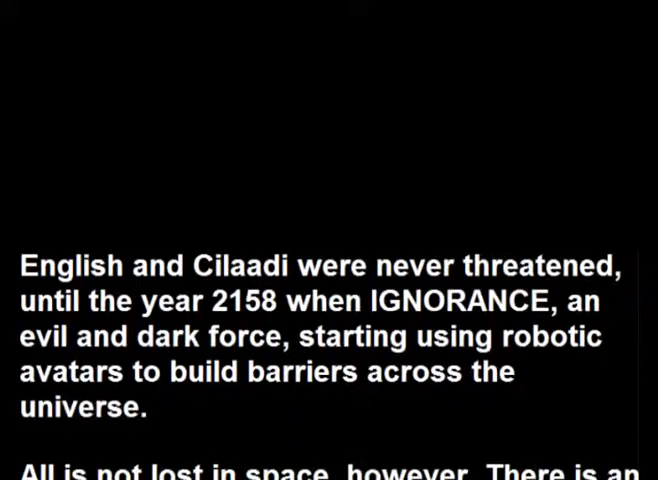 English and Cilaadi were never threatened,
until the year 2158 when IGNORANCE, an
evil and dark force, starting using robotic
avatars to build barriers across the
universe.
All is not lost in space, however. There is an